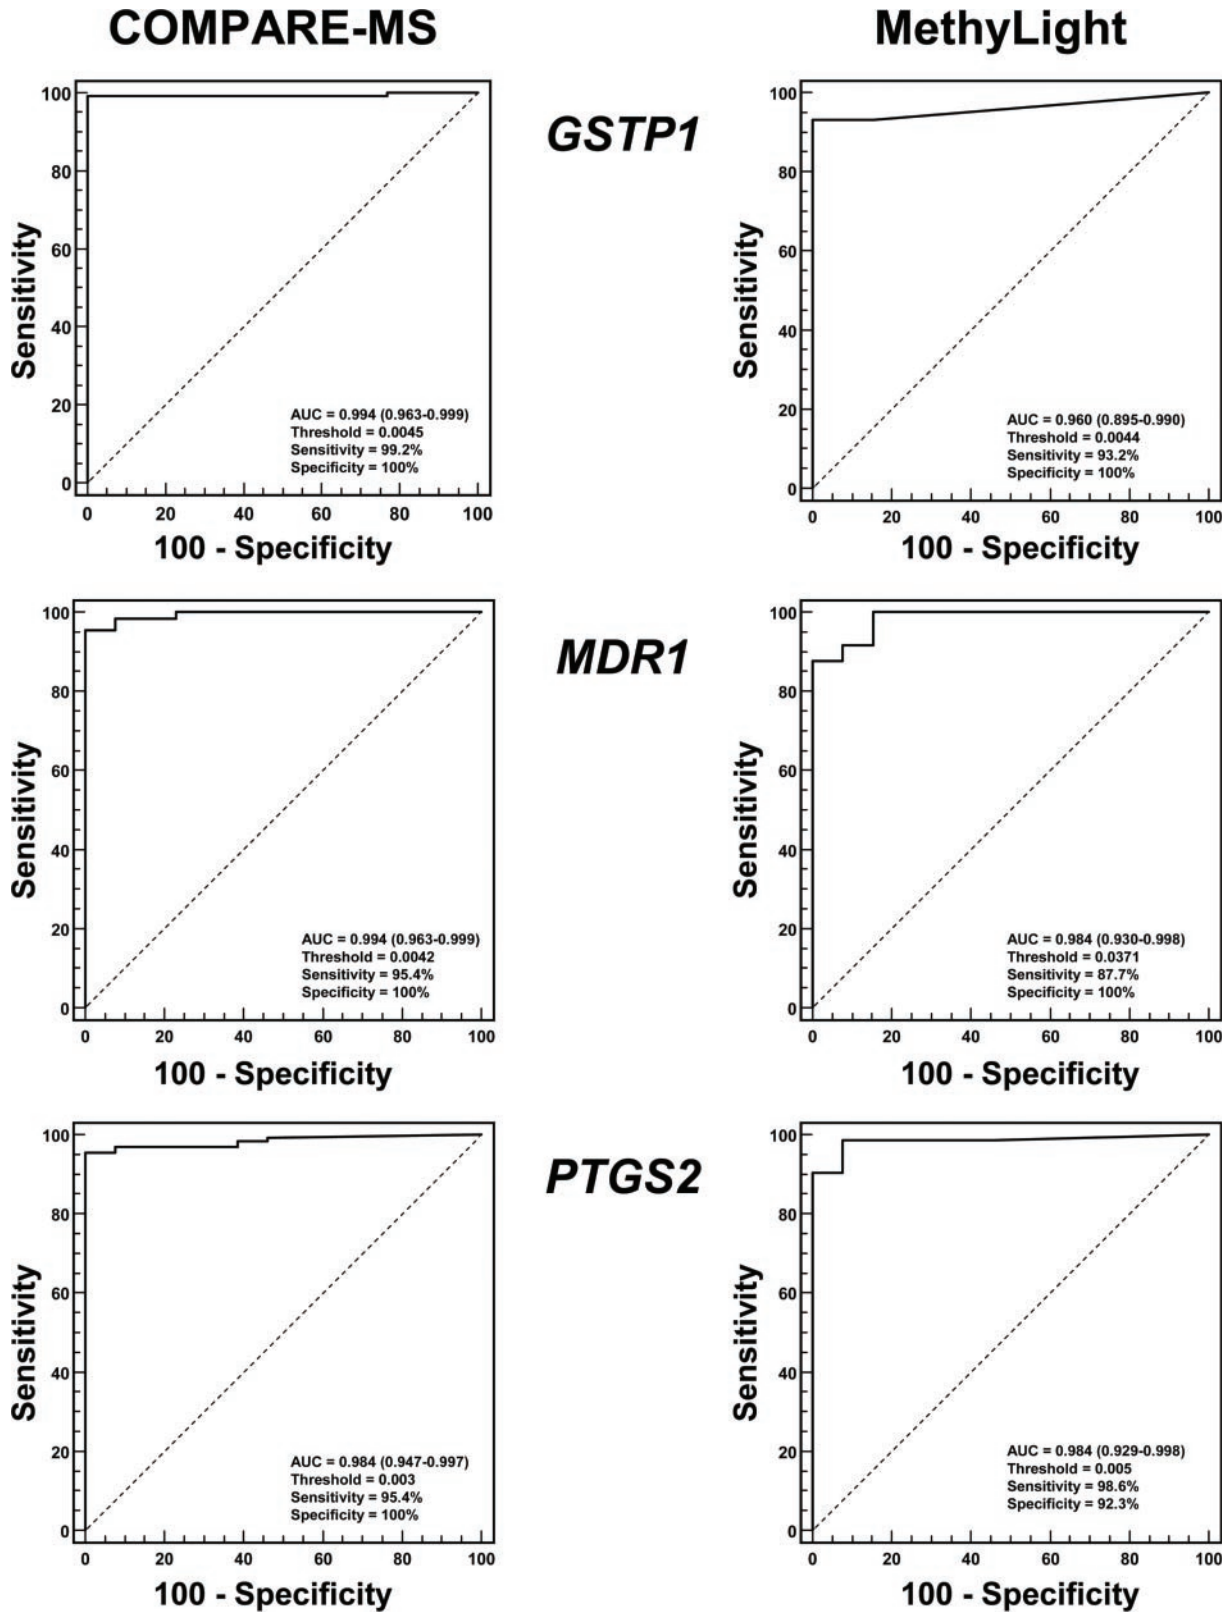 COMPARE-MS
MethyLight
GSTP1
Sensitivity
100
80
60
40
20
0
AUC = 0.994 (0.963-0.999)
Threshold = 0.0045
Sensitivity = 99.2%
Specificity = 100%
0 20 40 60 80 100
100 - Specificity
Sensitivity
100
80
60
40
20
0
AUC = 0.960 (0.895-0.990)
Threshold = 0.0044
Sensitivity = 93.2%
Specificity = 100%
0 20 40 60 80 100
100 - Specificity
MDR1
Sensitivity
100
80
60
40
20
0
AUC = 0.994 (0.963-0.999)
Threshold = 0.0042
Sensitivity = 95.4%
Specificity = 100%
0 20 40 60 80 100
100 - Specificity
Sensitivity
100
80
60
40
20
0
AUC = 0.984 (0.930-0.998)
Threshold = 0.0371
Sensitivity = 87.7%
Specificity = 100%
0 20 40 60 80 100
100 - Specificity
PTGS2
Sensitivity
100
80
60
40
20
0
AUC = 0.984 (0.947-0.997)
Threshold = 0.003
Sensitivity = 95.4%
Specificity = 100%
0 20 40 60 80 100
100 - Specificity
Sensitivity
100
80
60
40
20
0
AUC = 0.984 (0.929-0.998)
Threshold = 0.005
Sensitivity = 98.6%
Specificity = 92.3%
0 20 40 60 80 100
100 - Specificity